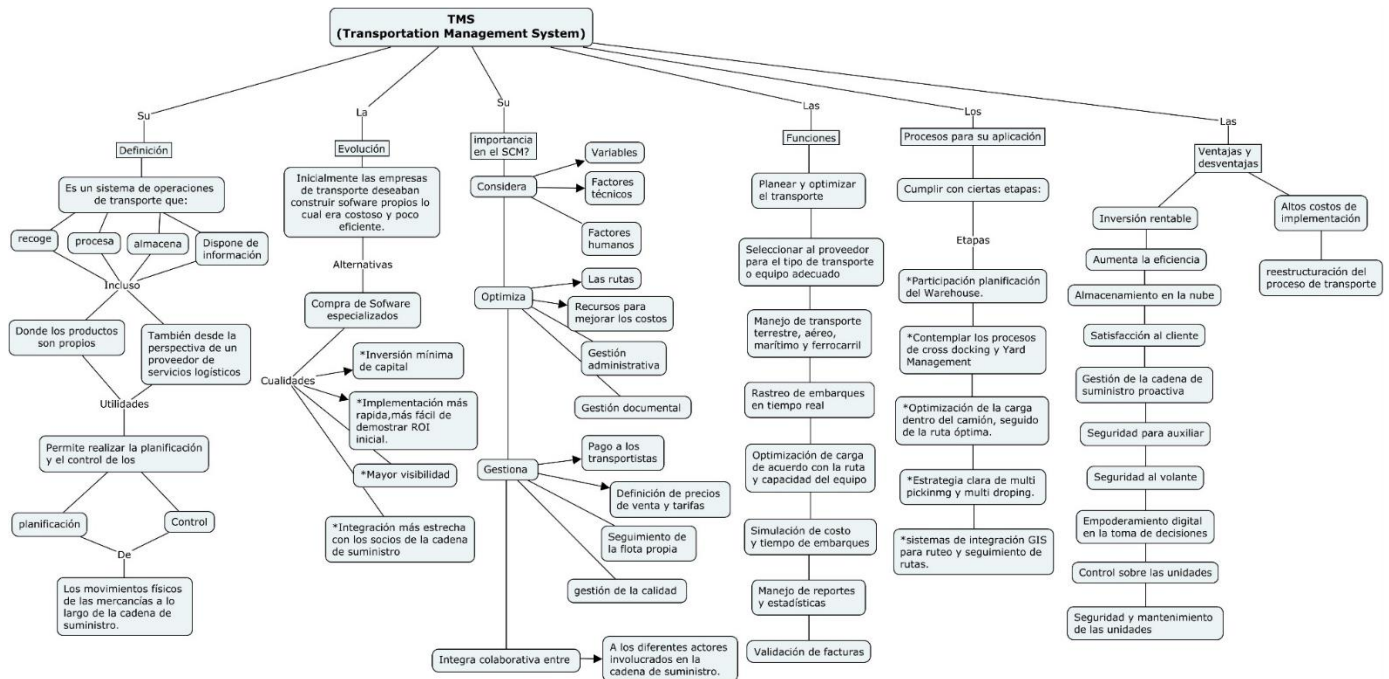 TMS
(Transportation Management System)
Su
Definición
Es un sistema de operaciones
de transporte que:
recoge
procesa
almacena
Dispone de
información
Incluso
Donde los productos
son propios
También desde la
perspectiva de un
proveedor de
servicios logísticos
Utilidades
Permite realizar la planificación
y el control de los
planificación
Control
De
Los movimientos físicos
de las mercancías a lo
largo de la cadena de
suministro.
La
Evolución
Inicialmente las empresas
de transporte deseaban
construir sofware propios lo
cual era costoso y poco
eficiente.
Alternativas
Compra de Sofware
especializados
Cualidades
*Inversión mínima
de capital
*Implementación más
rapida,más fácil de
demostrar ROI
inicial.
*Mayor visibilidad
*Integración más estrecha
con los socios de la cadena
de suministro
Su
importancia
en el SCM?
Considera
Variables
Factores
técnicos
Factores
humanos
Optimiza
Las rutas
Recursos para
mejorar los costos
Gestión
administrativa
Gestión documental
Gestiona
Pago a los
transportistas
Definición de precios
de venta y tarifas
Seguimiento de
la flota propia
gestión de la calidad
Integra colaborativa entre
A los diferentes actores
involucrados en la
cadena de suministro.
Las
Funciones
Planear y optimizar
el transporte
Seleccionar al proveedor
para el tipo de transporte
o equipo adecuado
Manejo de transporte
terrestre, aéreo,
marítimo y ferrocarril
Rastreo de embarques
en tiempo real
Optimización de carga
de acuerdo con la ruta
y capacidad del equipo
Simulación de costo
y tiempo de embarques
Manejo de reportes
y estadísticas
Validación de facturas
Los
Procesos para su aplicación
Cumplir con ciertas etapas:
Etapas
*Participación planificación
del Warehouse.
*Contemplar los procesos
de cross docking y Yard
Management
*Optimización de la carga
dentro del camión, seguido
de la ruta óptima.
*Estrategia clara de multi
pickinmg y multi droping.
*sistemas de integración GIS
para ruteo y seguimiento de
rutas.
Las
Ventajas y
desventajas
Inversión rentable
Aumenta la eficiencia
Almacenamiento en la nube
Satisfacción al cliente
Gestión de la cadena de
suministro proactiva
Seguridad para auxiliar
Seguridad al volante
Empoderamiento digital
en la toma de decisiones
Control sobre las unidades
Seguridad y mantenimiento
de las unidades
Altos costos de
implementación
reestructuración del
proceso de transporte